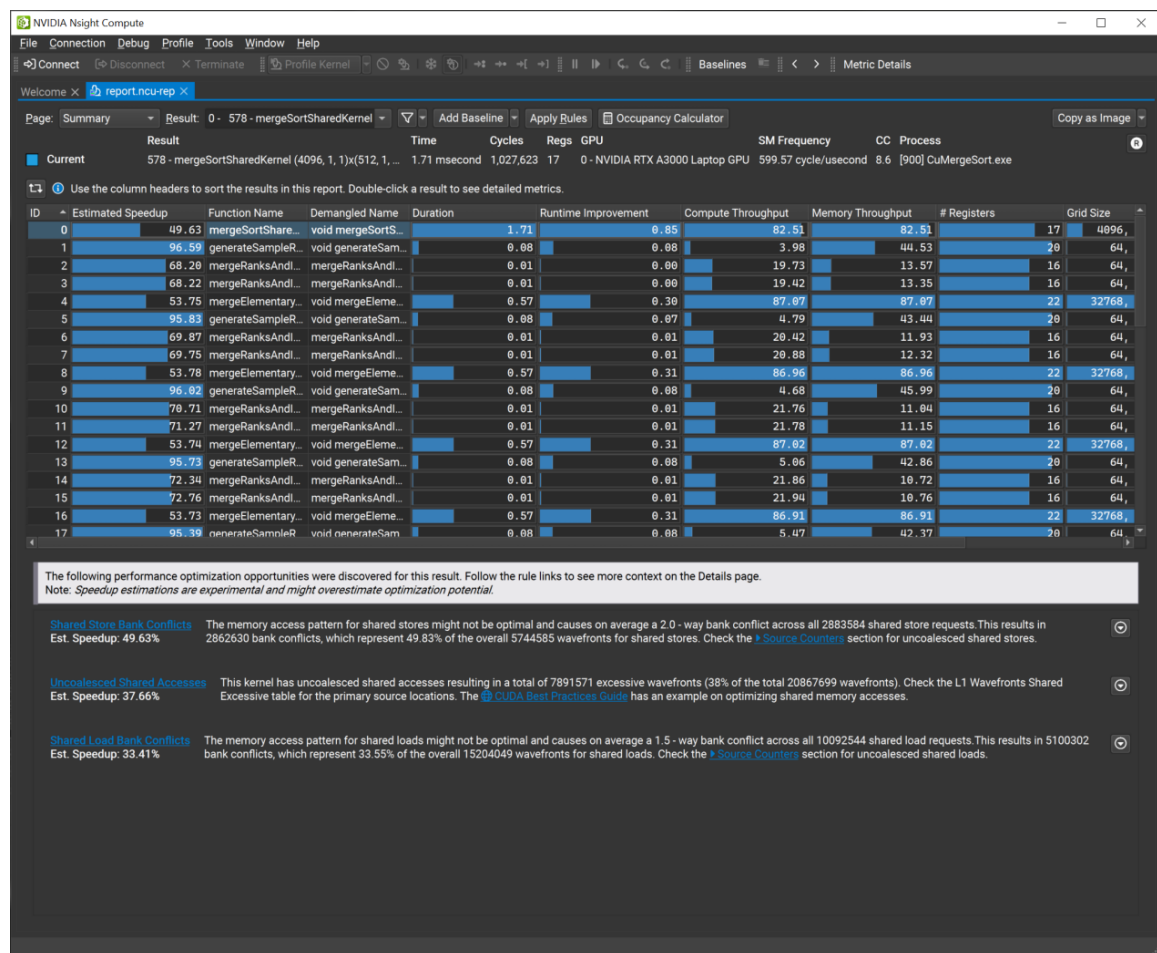 NVIDIA Nsight Compute
File Connection Debug Profile Tools Window Help
Connect Disconnect Terminate Profile Kernel Baselines Metric Details
Welcome report.ncu-rep
Page: Summary Result: 0 - 578 - mergeSortSharedKernel Add Baseline Apply Rules Occupancy Calculator Copy as Image
Result Time Cycles Regs GPU SM Frequency CC Process
Current 578 - mergeSortSharedKernel (4096, 1, 1)x(512, 1, ... 1.71 msecond 1,027,623 17 0 - NVIDIA RTX A3000 Laptop GPU 599.57 cycle/usecond 8.6 [900] CuMergeSort.exe
Use the column headers to sort the results in this report. Double-click a result to see detailed metrics.
ID Estimated Speedup Function Name Demangled Name Duration Runtime Improvement Compute Throughput Memory Throughput # Registers Grid Size
0 49.63 mergeSortShare... void mergeSortS... 1.71 0.85 82.51 82.51 17 4096,
1 96.59 generateSampleR... void generateSam... 0.08 0.08 3.98 44.53 20 64,
2 68.20 mergeRanksAndI... mergeRanksAndI... 0.01 0.00 19.73 13.57 16 64,
3 68.22 mergeRanksAndI... mergeRanksAndI... 0.01 0.00 19.42 13.35 16 64,
4 53.75 mergeElementary... void mergeEleme... 0.57 0.30 87.07 87.07 22 32768,
5 95.83 generateSampleR... void generateSam... 0.08 0.07 4.79 43.44 20 64,
6 69.87 mergeRanksAndI... mergeRanksAndI... 0.01 0.01 20.42 11.93 16 64,
7 69.75 mergeRanksAndI... mergeRanksAndI... 0.01 0.01 20.88 12.32 16 64,
8 53.78 mergeElementary... void mergeEleme... 0.57 0.31 86.96 86.96 22 32768,
9 96.02 generateSampleR... void generateSam... 0.08 0.08 4.68 45.99 20 64,
10 70.71 mergeRanksAndI... mergeRanksAndI... 0.01 0.01 21.76 11.04 16 64,
11 71.27 mergeRanksAndI... mergeRanksAndI... 0.01 0.01 21.78 11.15 16 64,
12 53.74 mergeElementary... void mergeEleme... 0.57 0.31 87.02 87.02 22 32768,
13 95.73 generateSampleR... void generateSam... 0.08 0.08 5.06 42.86 20 64,
14 72.34 mergeRanksAndI... mergeRanksAndI... 0.01 0.01 21.86 10.72 16 64,
15 72.76 mergeRanksAndI... mergeRanksAndI... 0.01 0.01 21.94 10.76 16 64,
16 53.73 mergeElementary... void mergeEleme... 0.57 0.31 86.91 86.91 22 32768,
17 95.39 generateSampleR void generateSam 0.08 0.08 5.47 42.37 20 64
The following performance optimization opportunities were discovered for this result. Follow the rule links to see more context on the Details page.
Note: Speedup estimations are experimental and might overestimate optimization potential.
Shared Store Bank Conflicts The memory access pattern for shared stores might not be optimal and causes on average a 2.0 - way bank conflict across all 2883584 shared store requests.This results in
Est. Speedup: 49.63% 2862630 bank conflicts, which represent 49.83% of the overall 5744585 wavefronts for shared stores. Check the Source Counters section for uncoalesced shared stores.
Uncoalesced Shared Accesses This kernel has uncoalesced shared accesses resulting in a total of 7891571 excessive wavefronts (38% of the total 20867699 wavefronts). Check the L1 Wavefronts Shared
Est. Speedup: 37.66% Excessive table for the primary source locations. The CUDA Best Practices Guide has an example on optimizing shared memory accesses.
Shared Load Bank Conflicts The memory access pattern for shared loads might not be optimal and causes on average a 1.5 - way bank conflict across all 10092544 shared load requests.This results in 5100302
Est. Speedup: 33.41% bank conflicts, which represent 33.55% of the overall 15204049 wavefronts for shared loads. Check the Source Counters section for uncoalesced shared loads.